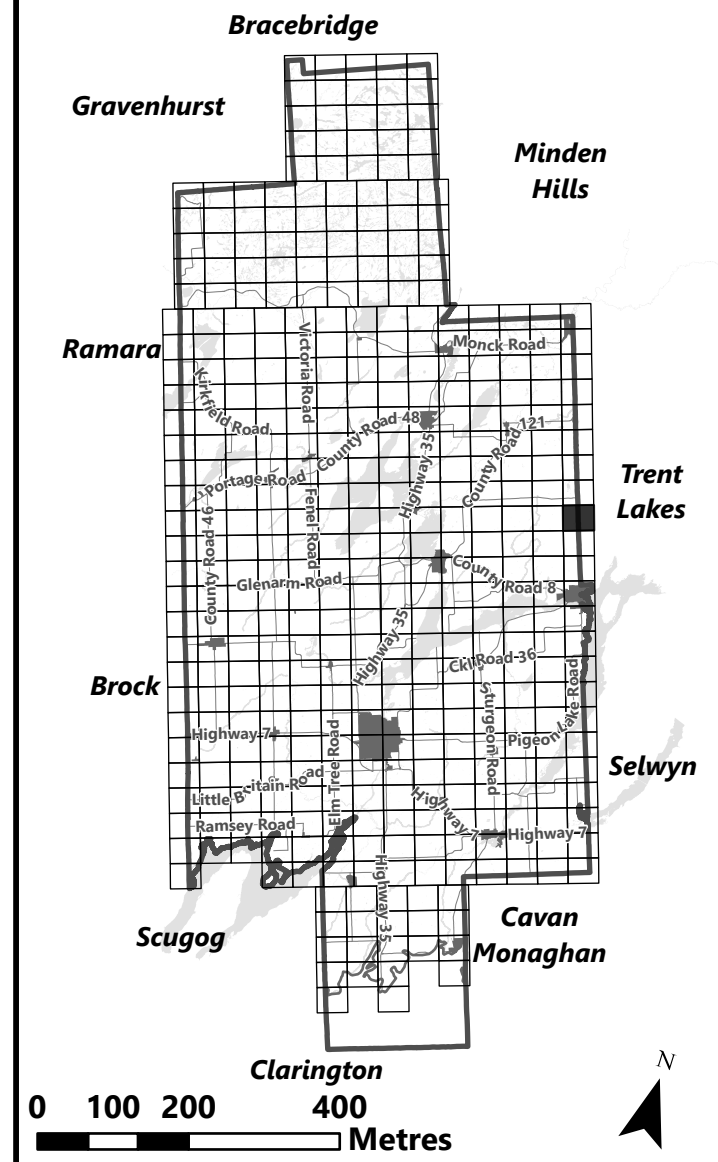 Bracebridge
Gravenhurst
Minden
Hills
Ramara
Victoria Road
Monck Road
Kirkfield Road
County Road 48
Highway 35
County Road 121
Portage Road
Fenel Road
Trent
Lakes
County Road 46
Glenarm Road
County Road 8
Highway 35
Ckl Road 36
Brock
Sturgeon Road
Pigeon Lake Road
Highway 7
Elm Tree Road
Selwyn
Little Britain Road
Highway 7
Highway 7
Ramsey Road
Highway 35
Scugog
Cavan
Monaghan
Clarington
N
0 100 200 400
Metres